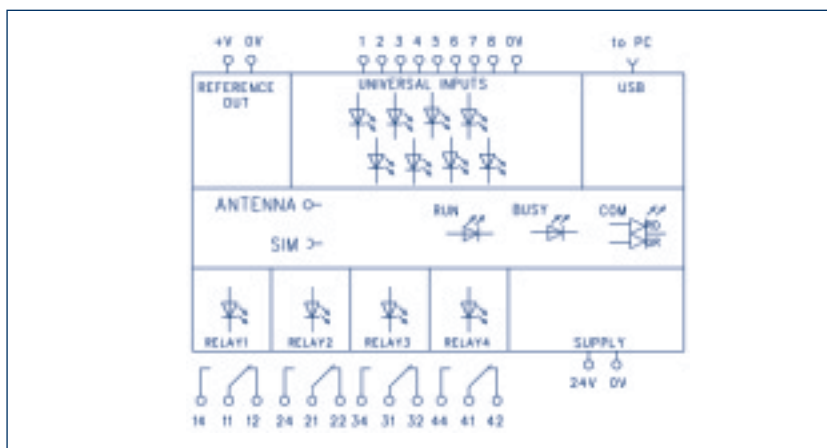 +V 0V 1 2 3 4 5 6 7 8 0V to PC
REFERENCE OUT
UNIVERSAL INPUTS
USB
ANTENNA
RUN
BUSY
COM
RD
GR
SIM
RELAY1 RELAY2 RELAY3 RELAY4 SUPPLY
24V 0V
14 11 12 24 21 22 34 31 32 44 41 42